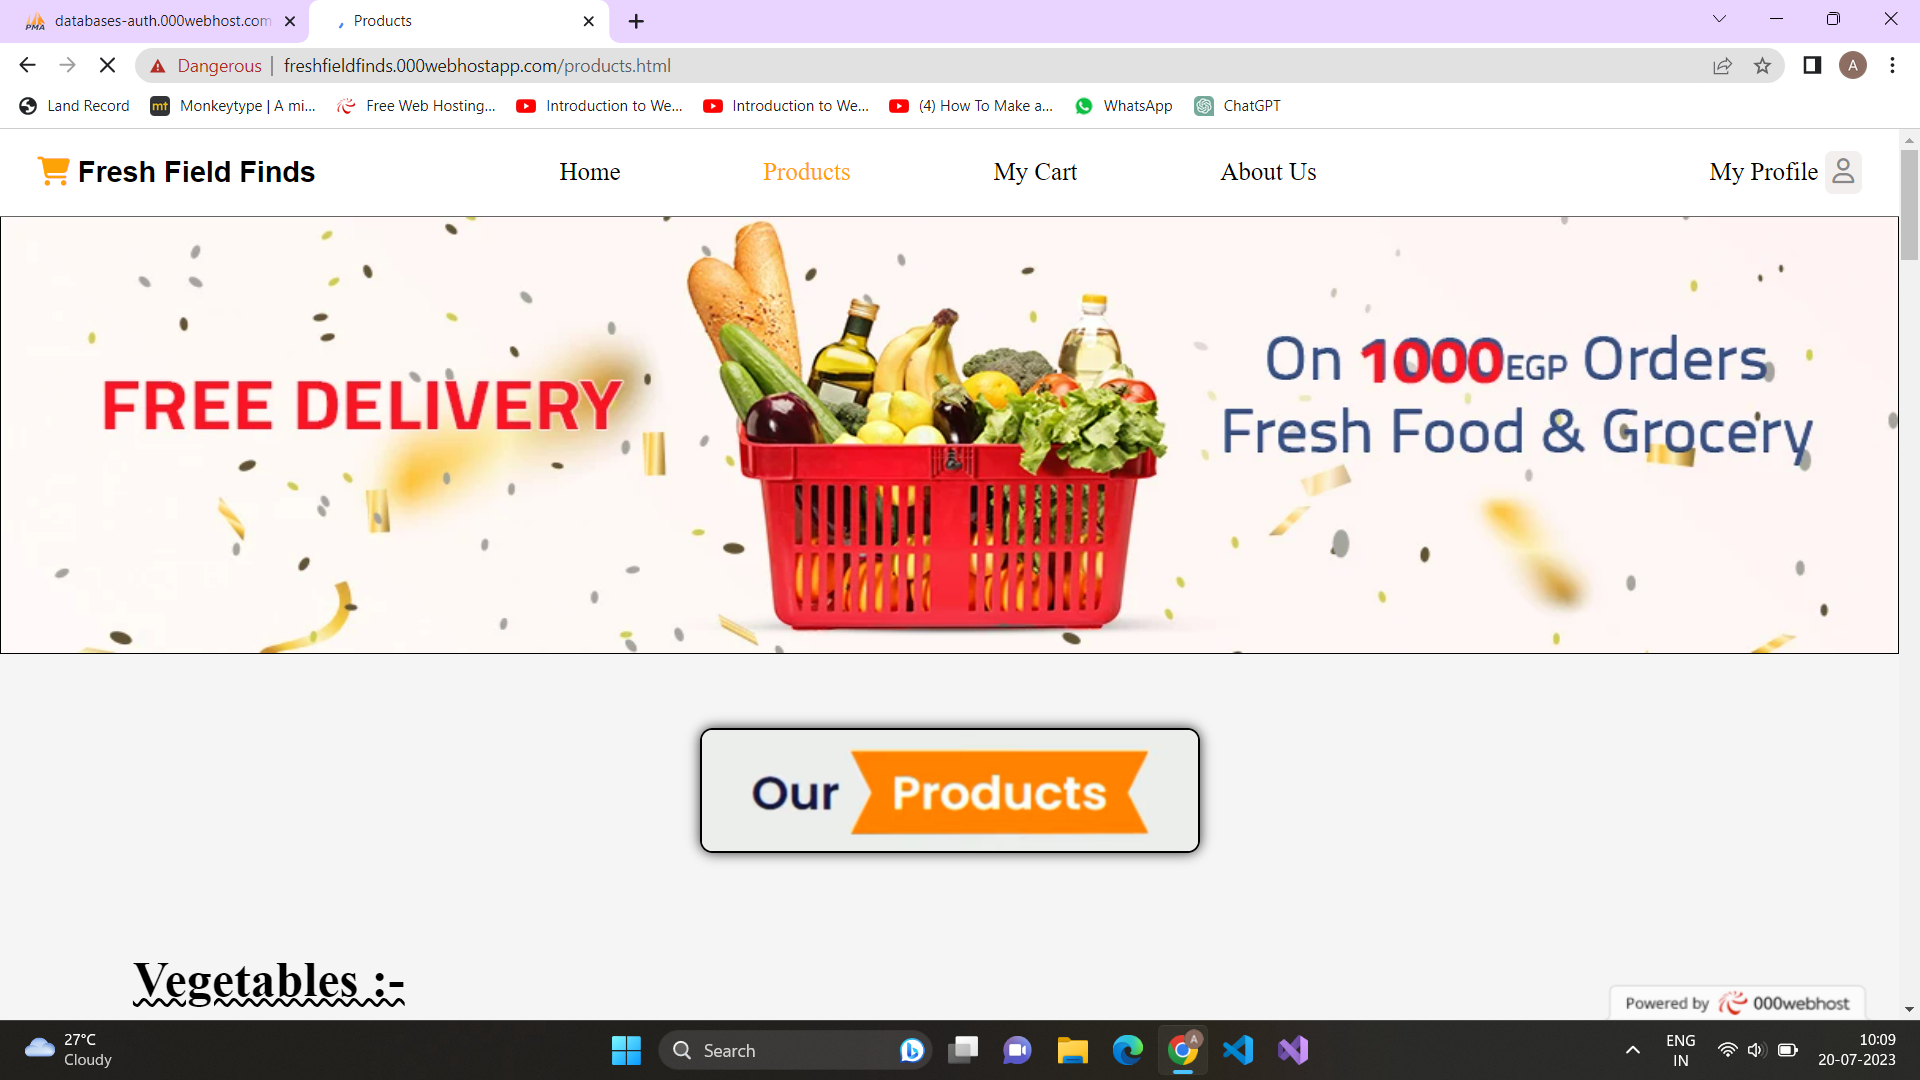 databases-auth.000webhost.com
Products
Dangerous | freshfieldfinds.000webhostapp.com/products.html
A
Land Record
mt Monkeytype | A mi...
Free Web Hosting...
Introduction to We...
Introduction to We...
(4) How To Make a...
WhatsApp
ChatGPT
Fresh Field Finds
Home
Products
My Cart
About Us
My Profile
FREE DELIVERY
On 1000EGP Orders
Fresh Food & Grocery
Our Products
Vegetables :-
Powered by 000webhost
27°C
Cloudy
Search
A
ENG
IN
10:09
20-07-2023